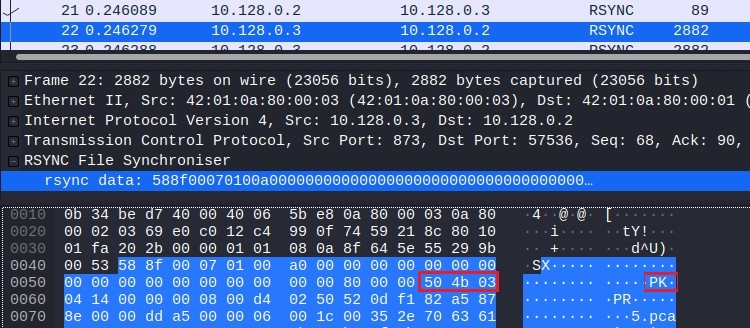 21 0.246089 10.128.0.2 10.128.0.3 RSYNC 89
22 0.246279 10.128.0.3 10.128.0.2 RSYNC 2882
23 0.246288 10.128.0.3 10.128.0.2 RSYNC 2882
Frame 22: 2882 bytes on wire (23056 bits), 2882 bytes captured (23056 bits)
Ethernet II, Src: 42:01:0a:80:00:03 (42:01:0a:80:00:03), Dst: 42:01:0a:80:00:01 (
Internet Protocol Version 4, Src: 10.128.0.3, Dst: 10.128.0.2
Transmission Control Protocol, Src Port: 873, Dst Port: 57536, Seq: 68, Ack: 90,
RSYNC File Synchroniser
rsync data: 588f00070100a0000000000000000000000000000000000000…
0010 0b 34 be d7 40 00 40 06 5b e8 0a 80 00 03 0a 80 ·4··@·@· [·······
0020 00 02 03 69 e0 c0 12 c4 99 0f 74 59 21 8c 80 10 ···i···· ··tY!···
0030 01 fa 20 2b 00 00 01 01 08 0a 8f 64 5e 55 29 9b ·· +···· ···d^U)·
0040 00 53 58 8f 00 07 01 00 a0 00 00 00 00 00 00 00 ·SX····· ········
0050 00 00 00 00 00 00 00 00 00 00 80 00 00 50 4b 03 ········ ·····PK·
0060 04 14 00 00 00 08 00 d4 02 50 52 0d f1 82 a5 87 ········ ·PR·····
0070 8e 00 00 dd a5 00 00 06 00 1c 00 35 2e 70 63 61 ········ ···5.pca